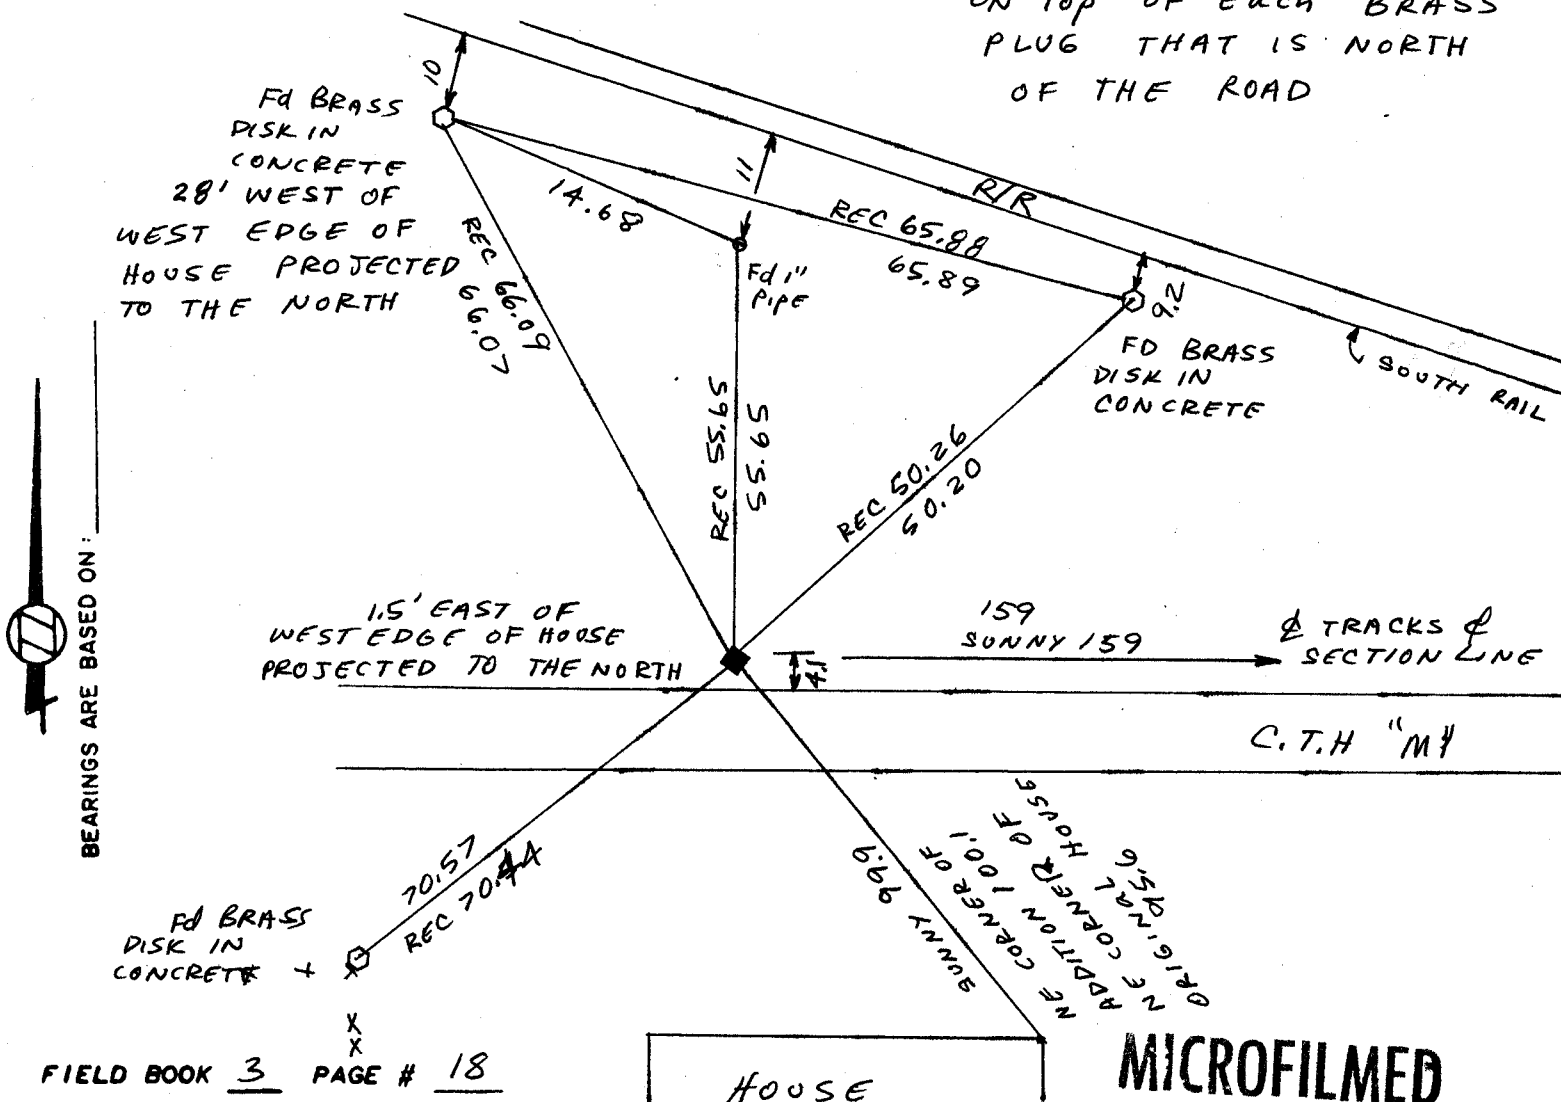 ON TOP OF EACH BRASS
PLUG THAT IS NORTH
OF THE ROAD
10
Fd BRASS
DISK IN
CONCRETE
28' WEST OF
WEST EDGE OF
HOUSE PROJECTED
TO THE NORTH
14.68
11
R/R
REC 65.88
65.89
REC 66.09
66.07
Fd 1"
PIPE
9.2
FD BRASS
DISK IN
CONCRETE
SOUTH RAIL
REC 55.65
55.65
REC 50.26
50.20
BEARINGS ARE BASED ON:
1.5' EAST OF
WEST EDGE OF HOUSE
PROJECTED TO THE NORTH
4.1
159
SUNNY 159
℄ TRACKS ₵
SECTION LINE
C.T.H "M"
70.57
REC 70.44
SUNNY 99.9
NE CORNER OF
ADDITION 100.1
NE CORNER OF
ORIGINAL HOUSE
95.6
Fd BRASS
DISK IN
CONCRETE
FIELD BOOK 3 PAGE # 18
HOUSE
MICROFILMED